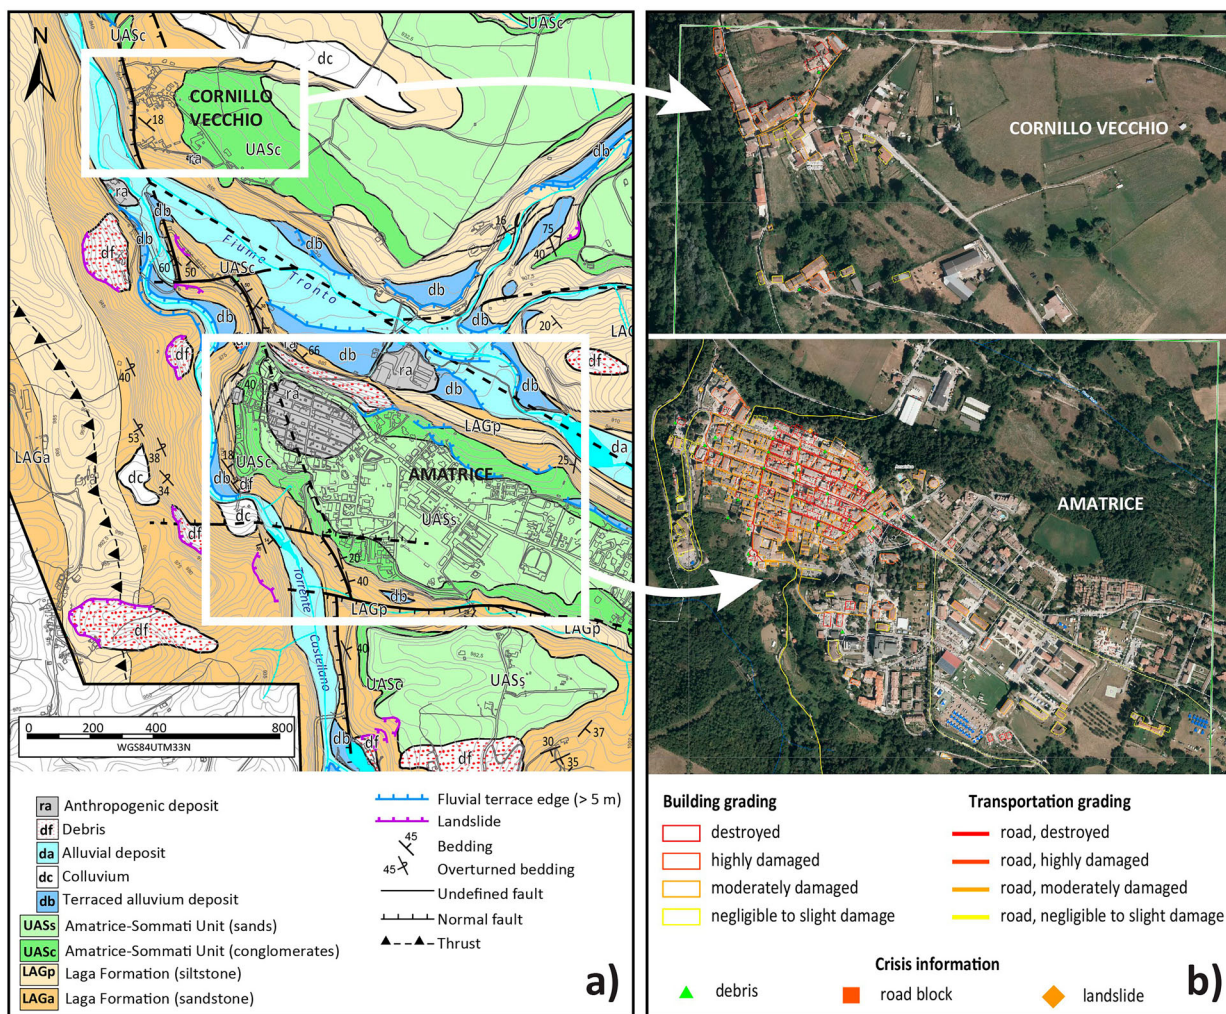 N
UASc
dc
CORNILLO
VECCHIO
18
UASc
ra
db
ra
db
db
df
60
50
UASc
Fiume
Tronto
db
16
75
40
db
db
20
LAGp
df
40
66
db
ra
db
db
df
40
ra
LAGp
da
LAGa
53
38
34
dc
18
UASc
db
df
dc
25
AMATRICE
UASs
df
20
40
db
LAGp
LAGp
Torrente
Castellano
df
40
UASc
UASs
db
df
df
30
37
35
0 200 400 800
WGS84UTM33N
ra Anthropogenic deposit
df Debris
da Alluvial deposit
dc Colluvium
db Terraced alluvium deposit
UASs Amatrice-Sommati Unit (sands)
UASc Amatrice-Sommati Unit (conglomerates)
LAGp Laga Formation (siltstone)
LAGa Laga Formation (sandstone)
Fluvial terrace edge (> 5 m)
Landslide
45 Bedding
45 Overturned bedding
Undefined fault
Normal fault
Thrust
a)
CORNILLO VECCHIO
AMATRICE
Building grading
destroyed
highly damaged
moderately damaged
negligible to slight damage
Transportation grading
road, destroyed
road, highly damaged
road, moderately damaged
road, negligible to slight damage
Crisis information
debris
road block
landslide
b)